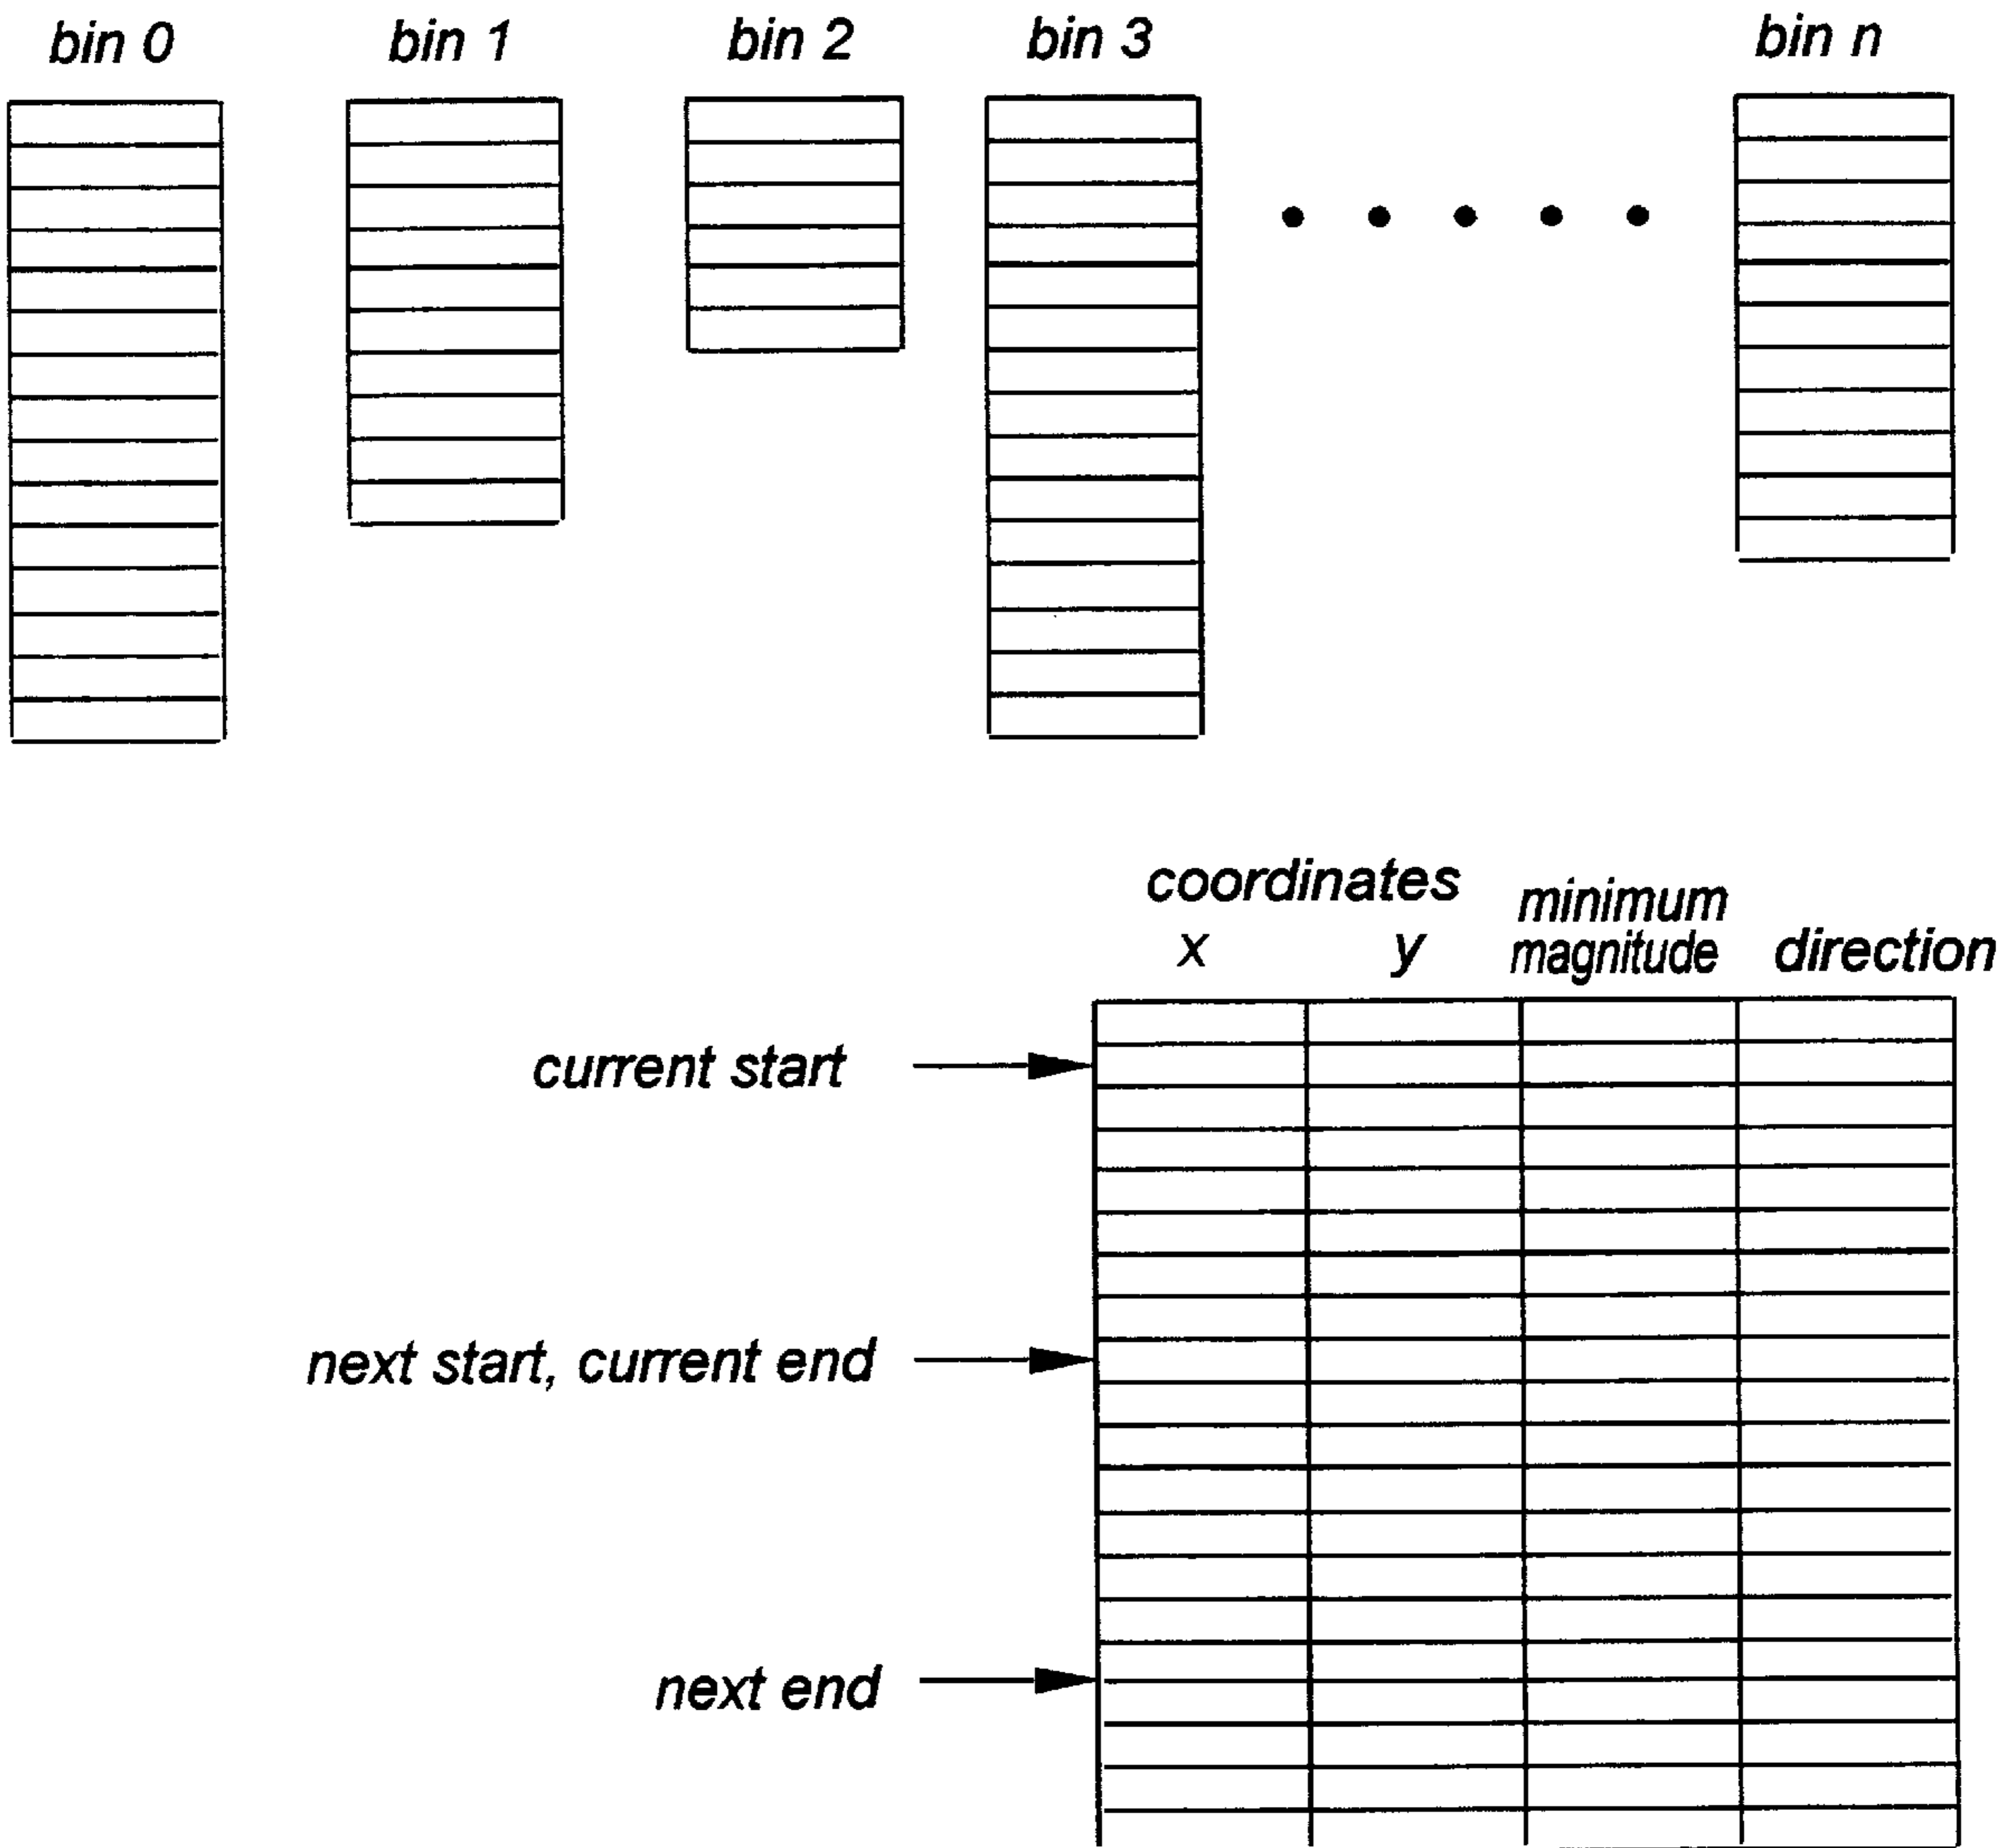 bin 0 bin 1 bin 2 bin 3 bin n
coordinates
minimum
x y magnitude direction
current start
next start, current end
next end